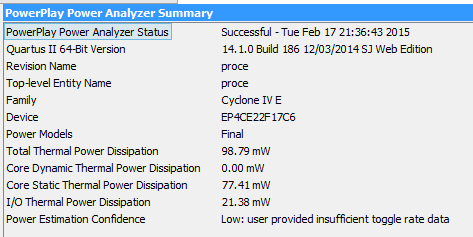 PowerPlay Power Analyzer Summary
PowerPlay Power Analyzer Status Successful - Tue Feb 17 21:36:43 2015
Quartus II 64-Bit Version 14.1.0 Build 186 12/03/2014 SJ Web Edition
Revision Name proce
Top-level Entity Name proce
Family Cyclone IV E
Device EP4CE22F17C6
Power Models Final
Total Thermal Power Dissipation 98.79 mW
Core Dynamic Thermal Power Dissipation 0.00 mW
Core Static Thermal Power Dissipation 77.41 mW
I/O Thermal Power Dissipation 21.38 mW
Power Estimation Confidence Low: user provided insufficient toggle rate data